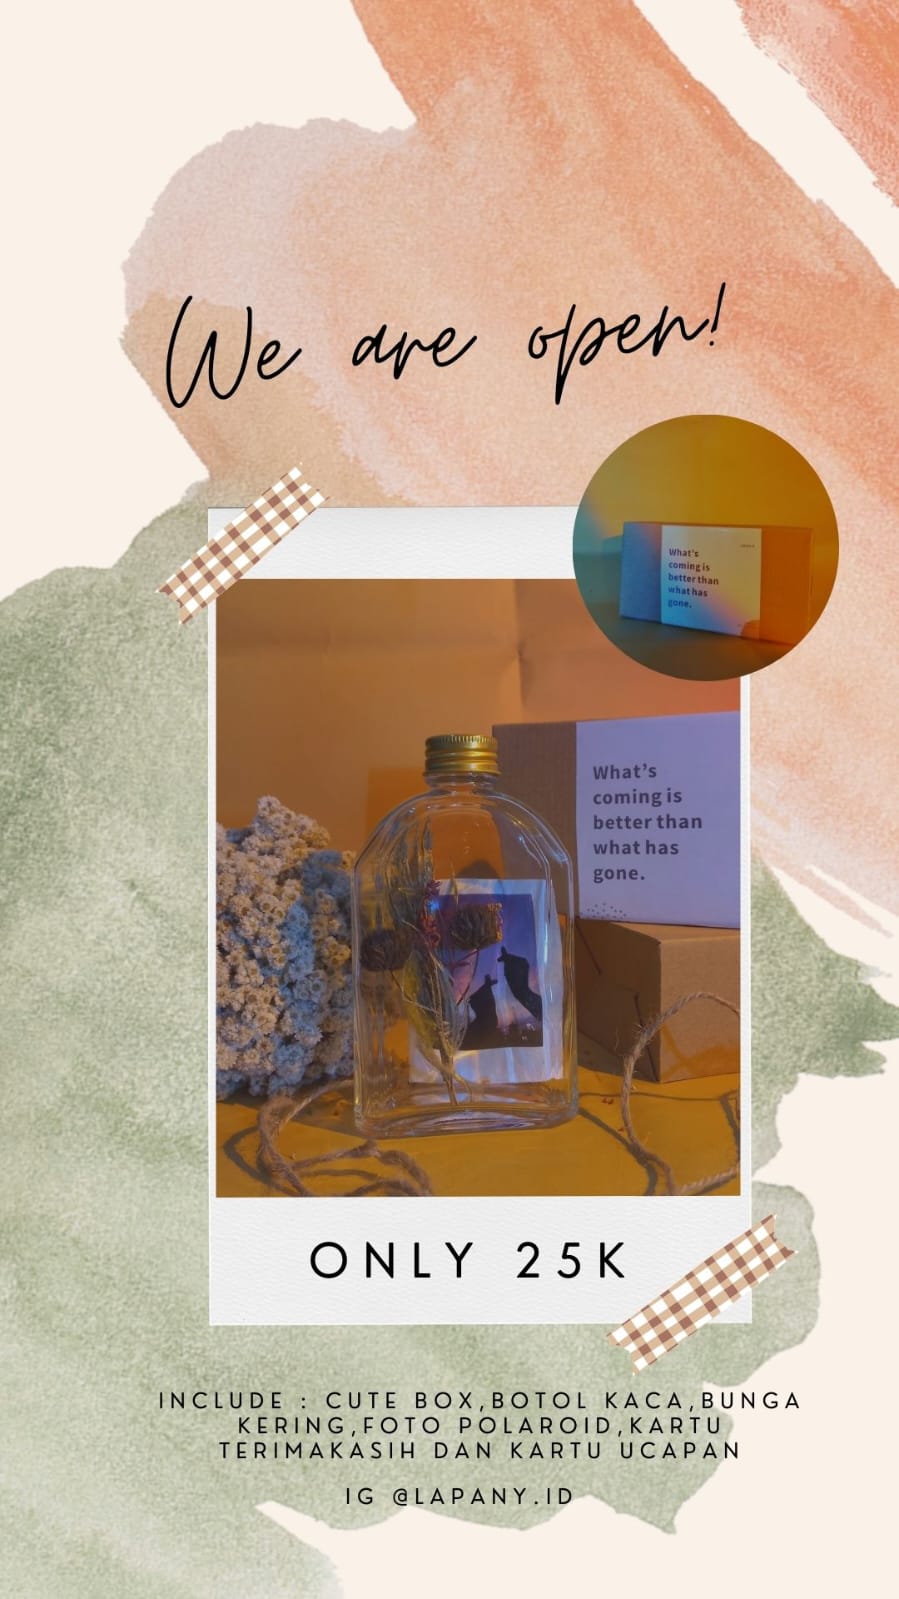 We are open!
What's
coming is
better than
what has
gone.
What's
coming is
better than
what has
gone.
ONLY 25K
INCLUDE : CUTE BOX,BOTOL KACA,BUNGA
KERING,FOTO POLAROID,KARTU
TERIMAKASIH DAN KARTU UCAPAN
IG @LAPANY.ID